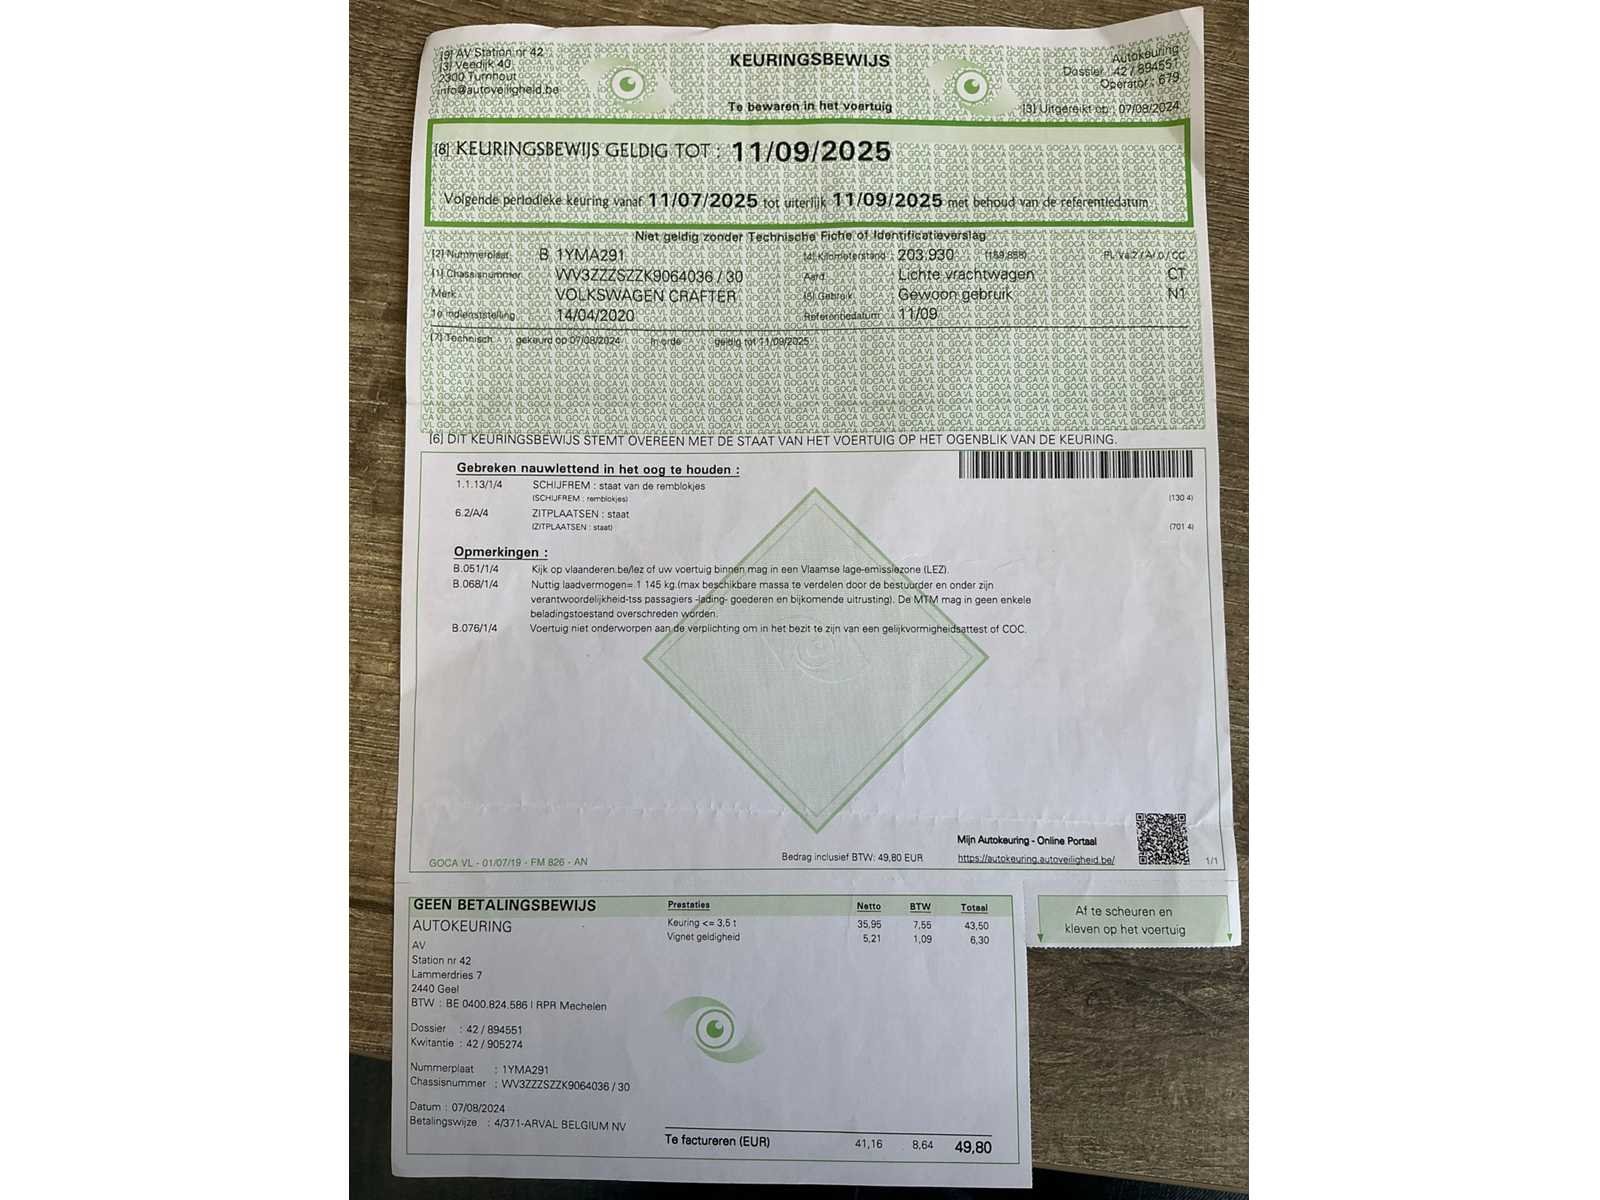 KEURINGSBEWIJS
Te bewaren in het voertuig
[9] AV Station nr 42
[3] Veedijk 40
2300 Turnhout
info@autoveiligheid.be
Autokeuring
Dossier : 42 / 894551
Operator : 679
[3] Uitgereikt op : 07/08/2024
[8] KEURINGSBEWIJS GELDIG TOT : 11/09/2025
Volgende periodieke keuring vanaf 11/07/2025 tot uiterlijk 11/09/2025 met behoud van de referentiedatum
Niet geldig zonder Technische Fiche of Identificatieverslag
[2] Nummerplaat B 1YMA291 [4] Kilometerstand : 203.930 (159.858)
[1] Chassisnummer WV3ZZZSZZK9064036 / 30 Aard : Lichte vrachtwagen CT
Merk VOLKSWAGEN CRAFTER [5] Gebruik : Gewoon gebruik N1
1e indienststelling 14/04/2020 Referentiedatum : 11/09
[7] Technisch gekeurd op 07/08/2024 In orde geldig tot 11/09/2025
[6] DIT KEURINGSBEWIJS STEMT OVEREEN MET DE STAAT VAN HET VOERTUIG OP HET OGENBLIK VAN DE KEURING.
Gebreken nauwlettend in het oog te houden :
1.1.13/1/4 SCHIJFREM : staat van de remblokjes
(SCHIJFREM : remblokjes) (130 4)
6.2/A/4 ZITPLAATSEN : staat
(ZITPLAATSEN : staat) (701 4)
Opmerkingen :
B.051/1/4 Kijk op vlaanderen.be/lez of uw voertuig binnen mag in een Vlaamse lage-emissiezone (LEZ).
B.068/1/4 Nuttig laadvermogen= 1 145 kg.(max beschikbare massa te verdelen door de bestuurder en onder zijn
verantwoordelijkheid-tss passagiers -lading- goederen en bijkomende uitrusting). De MTM mag in geen enkele
beladingstoestand overschreden worden.
B.076/1/4 Voertuig niet onderworpen aan de verplichting om in het bezit te zijn van een gelijkvormigheidsattest of COC.
Mijn Autokeuring - Online Portaal
https://autokeuring.autoveiligheid.be/
GOCA VL - 01/07/19 - FM 826 - AN
Bedrag inclusief BTW: 49,80 EUR
1/1
GEEN BETALINGSBEWIJS
AUTOKEURING
AV
Station nr 42
Lammerdries 7
2440 Geel
BTW : BE 0400.824.586 | RPR Mechelen
Dossier : 42 / 894551
Kwitantie : 42 / 905274
Nummerplaat : 1YMA291
Chassisnummer : WV3ZZZSZZK9064036 / 30
Datum : 07/08/2024
Betalingswijze : 4/371-ARVAL BELGIUM NV
Prestaties Netto BTW Totaal
Keuring <= 3,5 t 35,95 7,55 43,50
Vignet geldigheid 5,21 1,09 6,30
Te factureren (EUR) 41,16 8,64 49,80
Af te scheuren en
kleven op het voertuig